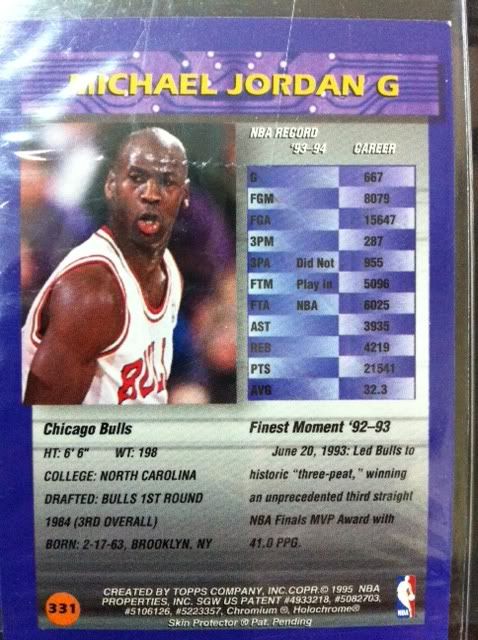 MICHAEL JORDAN G
NBA RECORD
'93-94 CAREER
G 667
FGM 8079
FGA 15647
3PM 287
3PA Did Not 955
FTM Play in 5096
FTA NBA 6025
AST 3935
REB 4219
PTS 21541
AVG 32.3
BULL
Chicago Bulls
HT: 6' 6" WT: 198
COLLEGE: NORTH CAROLINA
DRAFTED: BULLS 1ST ROUND
1984 (3RD OVERALL)
BORN: 2-17-63, BROOKLYN, NY
Finest Moment '92–93
June 20, 1993: Led Bulls to
historic "three-peat," winning
an unprecedented third straight
NBA Finals MVP Award with
41.0 PPG.
331
CREATED BY TOPPS COMPANY, INC.COPR.© 1995 NBA
PROPERTIES, INC. SGW US PATENT #4933218, #5082703,
#5106126, #5223357, Chromium ®, Holochrome®
Skin Protector ® Pat. Pending
NBA